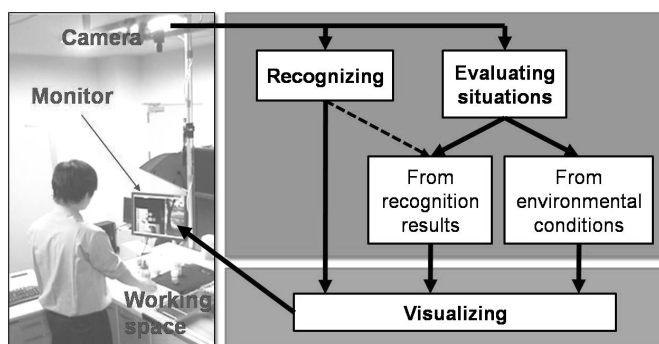 Camera
Monitor
Working
space
Recognizing
Evaluating
situations
From
recognition
results
From
environmental
conditions
Visualizing